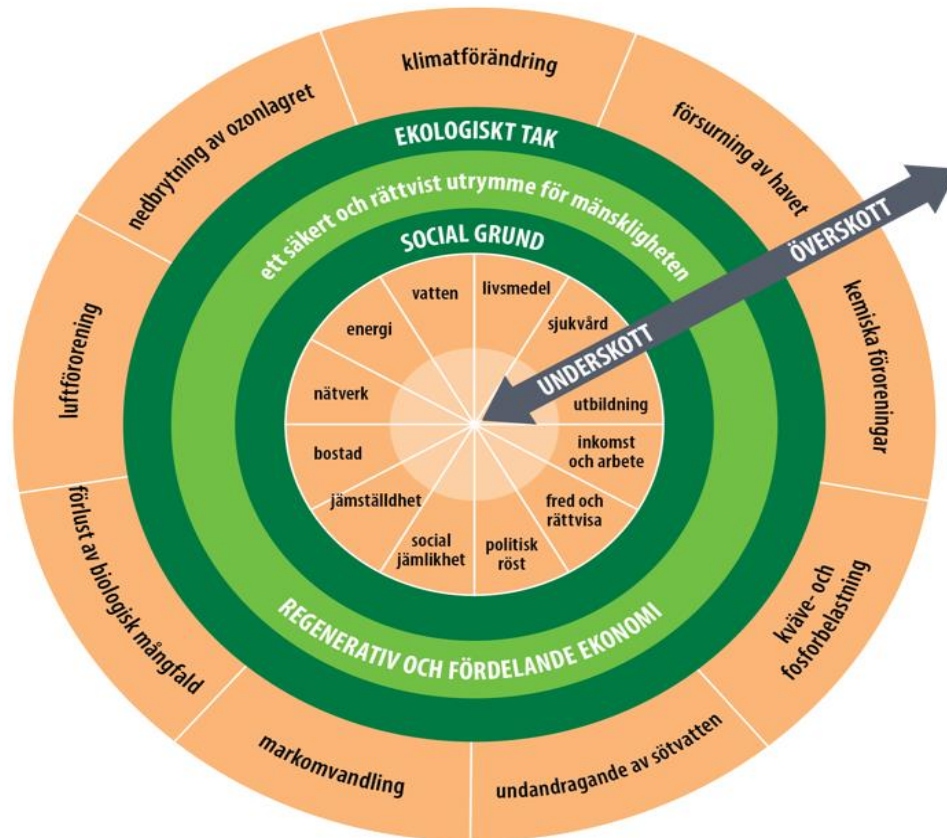 klimatförändring
försurning av havet
kemiska föroreningar
kväve- och
fosforbelastning
undandragande av sötvatten
markomvandling
förlust av biologisk mångfald
luftförorening
nedbrytning av ozonlagret
EKOLOGISKT TAK
ett säkert och rättvist utrymme för mänskligheten
SOCIAL GRUND
ÖVERSKOTT
UNDERSKOTT
livsmedel
sjukvård
utbildning
inkomst
och arbete
fred och
rättvisa
politisk
röst
social
jämlikhet
jämställdhet
bostad
nätverk
energi
vatten
REGENERATIV OCH FÖRDELANDE EKONOMI